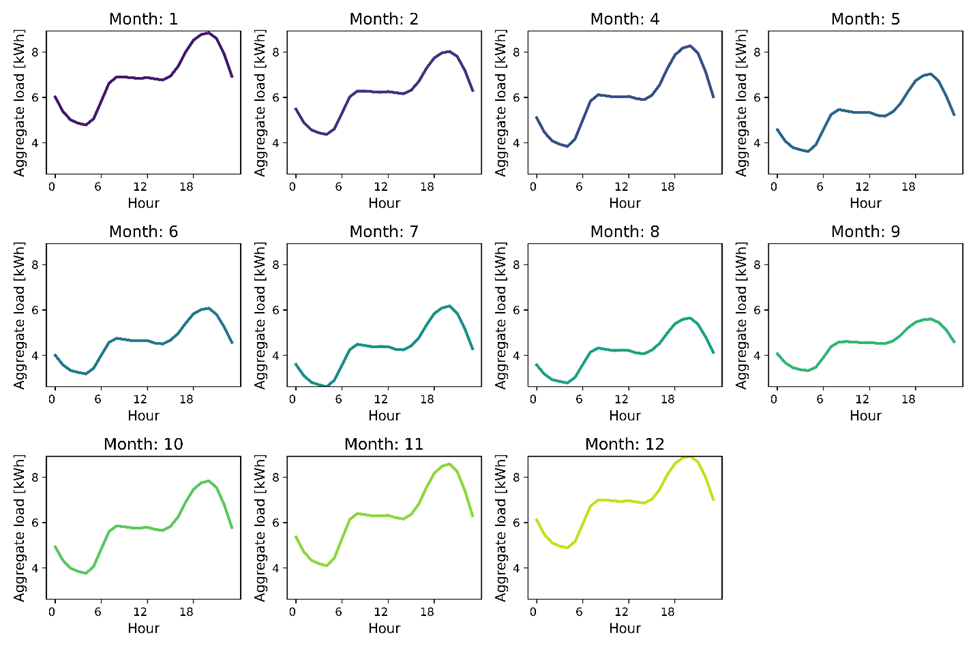 Month: 1
Aggregate load [kWh]
8
6
4
0 6 12 18
Hour
Month: 2
Aggregate load [kWh]
8
6
4
0 6 12 18
Hour
Month: 4
Aggregate load [kWh]
8
6
4
0 6 12 18
Hour
Month: 5
Aggregate load [kWh]
8
6
4
0 6 12 18
Hour
Month: 6
Aggregate load [kWh]
8
6
4
0 6 12 18
Hour
Month: 7
Aggregate load [kWh]
8
6
4
0 6 12 18
Hour
Month: 8
Aggregate load [kWh]
8
6
4
0 6 12 18
Hour
Month: 9
Aggregate load [kWh]
8
6
4
0 6 12 18
Hour
Month: 10
Aggregate load [kWh]
8
6
4
0 6 12 18
Hour
Month: 11
Aggregate load [kWh]
8
6
4
0 6 12 18
Hour
Month: 12
Aggregate load [kWh]
8
6
4
0 6 12 18
Hour